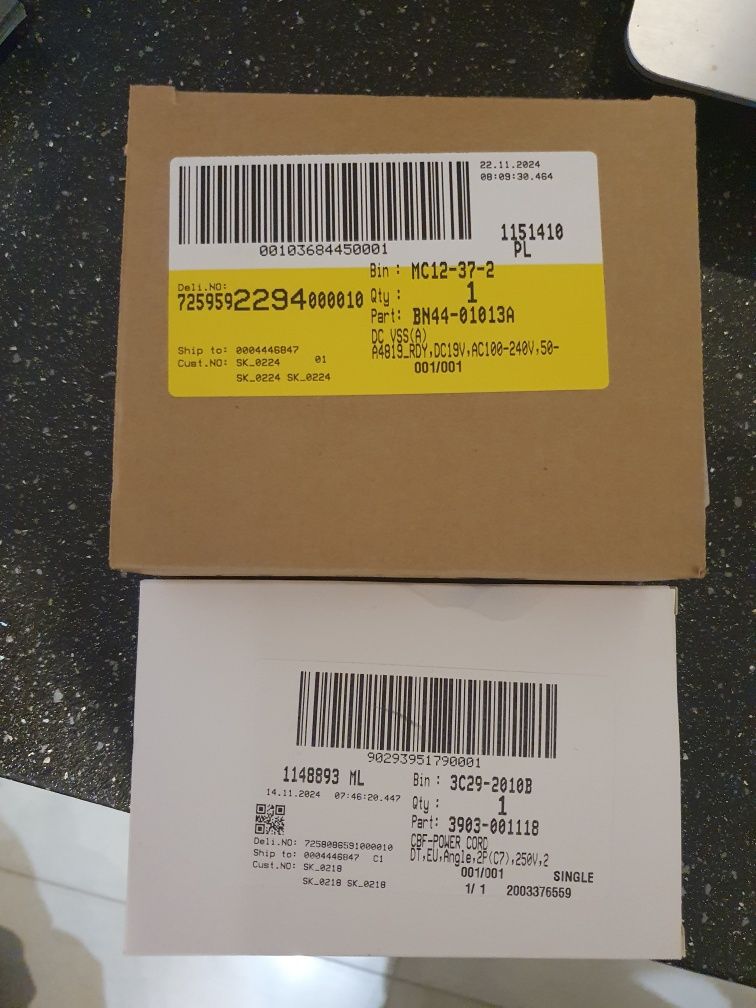 22.11.2024
08:09:30.464
00103684450001
1151410
PL
Bin : MC12-37-2
Deli.NO:
7259592294000010
Qty : 1
Part: BN44-01013A
DC VSS(A)
A4819_RDY,DC19V,AC100-240V,50-
Ship to: 0004446847
Cust.NO: SK_0224 01
001/001
SK_0224 SK_0224
90293951790001
1148893 ML
Bin : 3C29-2010B
14.11.2024 07:46:20.447
Qty : 1
Part: 3903-001118
CBF-POWER CORD
DT,EU,Angle,2P(C7),250V,2
Deli.NO: 7258086591000010
Ship to: 0004446847 C1
Cust.NO: SK_0218
001/001 SINGLE
SK_0218 SK_0218
1/ 1 2003376559